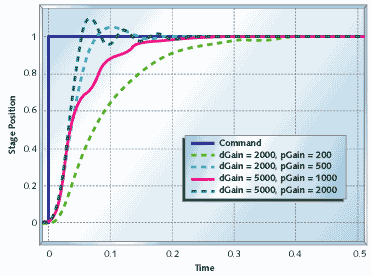 1
0.8
0.6
0.4
0.2
0
Stage Position
Command
dGain = 2000, pGain = 200
dGain = 2000, pGain = 500
dGain = 5000, pGain = 1000
dGain = 5000, pGain = 2000
0 0.1 0.2 0.3 0.4 0.5
Time